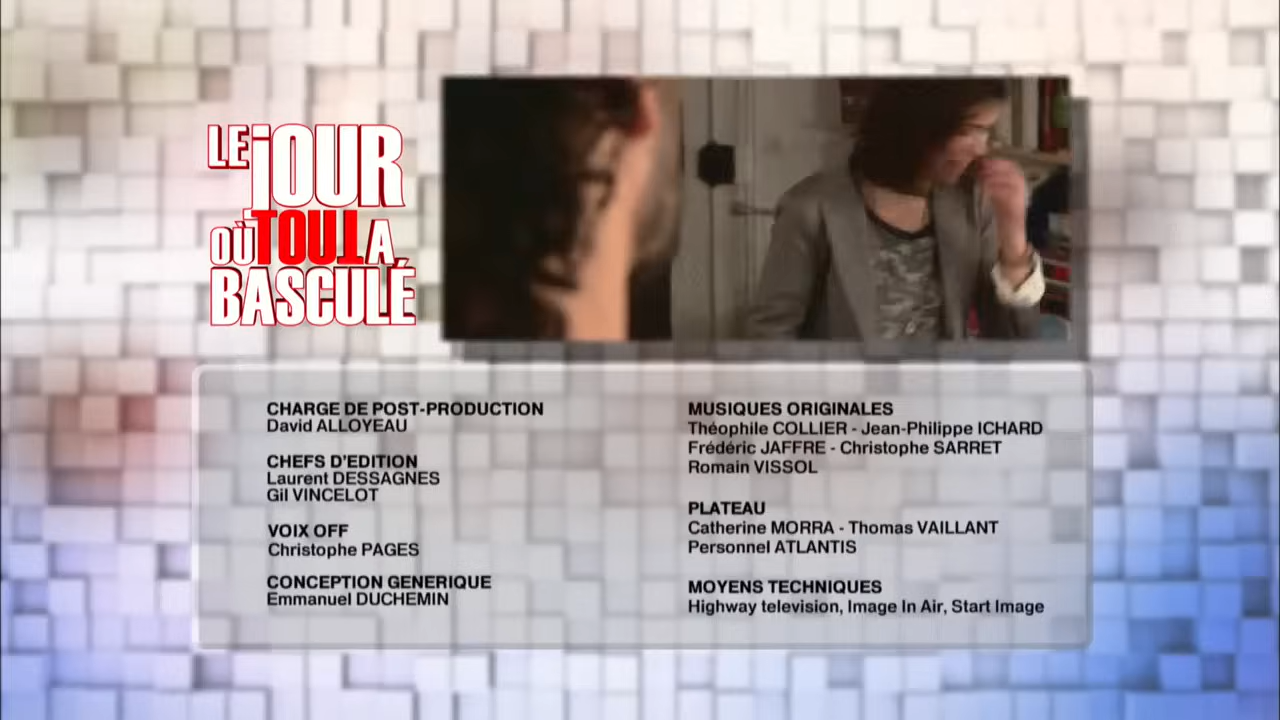 LE JOUR
OÙ TOUT A
BASCULÉ
CHARGE DE POST-PRODUCTION
David ALLOYEAU
CHEFS D'EDITION
Laurent DESSAGNES
Gil VINCELOT
VOIX OFF
Christophe PAGES
CONCEPTION GENERIQUE
Emmanuel DUCHEMIN
MUSIQUES ORIGINALES
Théophile COLLIER - Jean-Philippe ICHARD
Frédéric JAFFRE - Christophe SARRET
Romain VISSOL
PLATEAU
Catherine MORRA - Thomas VAILLANT
Personnel ATLANTIS
MOYENS TECHNIQUES
Highway television, Image In Air, Start Image